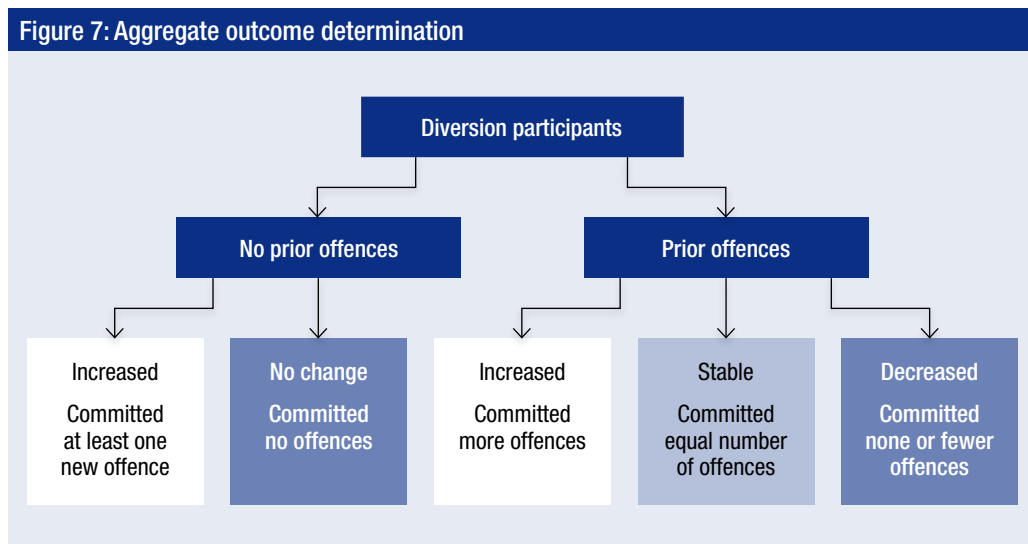 Figure 7: Aggregate outcome determination
Diversion participants
No prior offences
Prior offences
Increased
Committed
at least one
new offence
No change
Committed
no offences
Increased
Committed
more offences
Stable
Committed
equal number
of offences
Decreased
Committed
none or fewer
offences